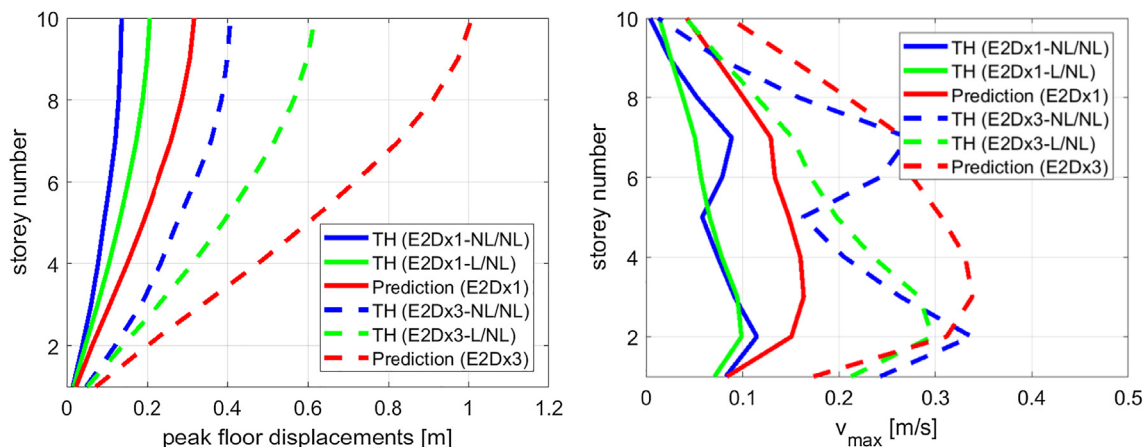 10
8
6
4
2
storey number
0
0.2
0.4
0.6
0.8
1
1.2
peak floor displacements [m]
TH (E2Dx1-NL/NL)
TH (E2Dx1-L/NL)
Prediction (E2Dx1)
TH (E2Dx3-NL/NL)
TH (E2Dx3-L/NL)
Prediction (E2Dx3)
10
8
6
4
2
storey number
0
0.1
0.2
0.3
0.4
0.5
vmax [m/s]
TH (E2Dx1-NL/NL)
TH (E2Dx1-L/NL)
Prediction (E2Dx1)
TH (E2Dx3-NL/NL)
TH (E2Dx3-L/NL)
Prediction (E2Dx3)